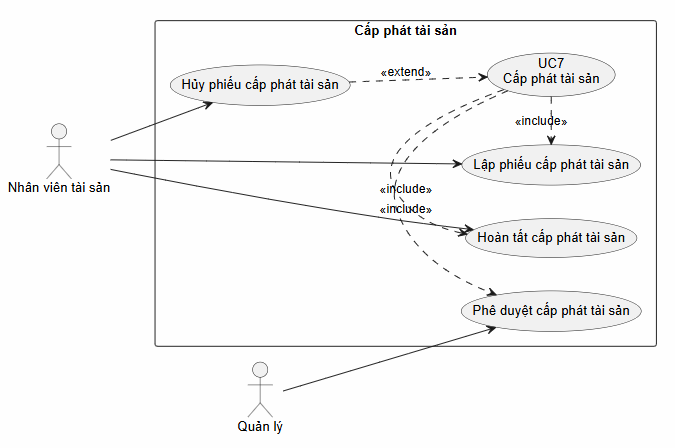 Cấp phát tài sản
Hủy phiếu cấp phát tài sản
«extend»
UC7
Cấp phát tài sản
«include»
Nhân viên tài sản
Lập phiếu cấp phát tài sản
«include»
«include»
Hoàn tất cấp phát tài sản
Phê duyệt cấp phát tài sản
Quản lý